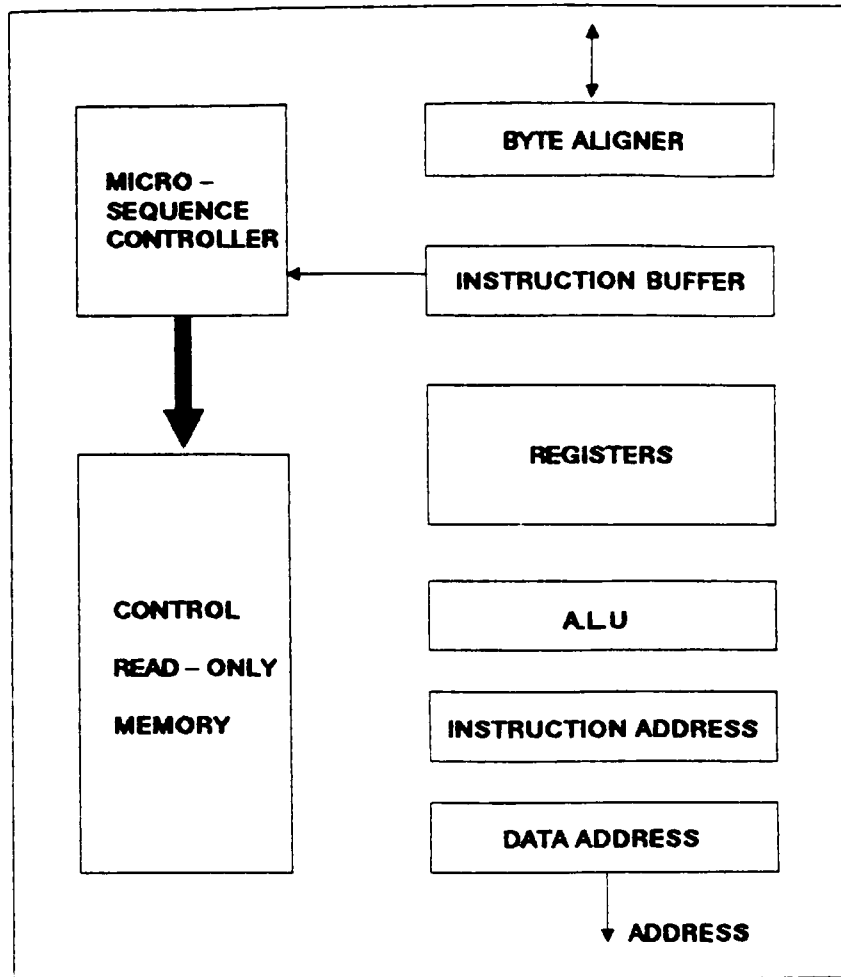 BYTE ALIGNER
MICRO –
SEQUENCE
CONTROLLER
INSTRUCTION BUFFER
REGISTERS
CONTROL
READ – ONLY
MEMORY
A.L.U
INSTRUCTION ADDRESS
DATA ADDRESS
ADDRESS